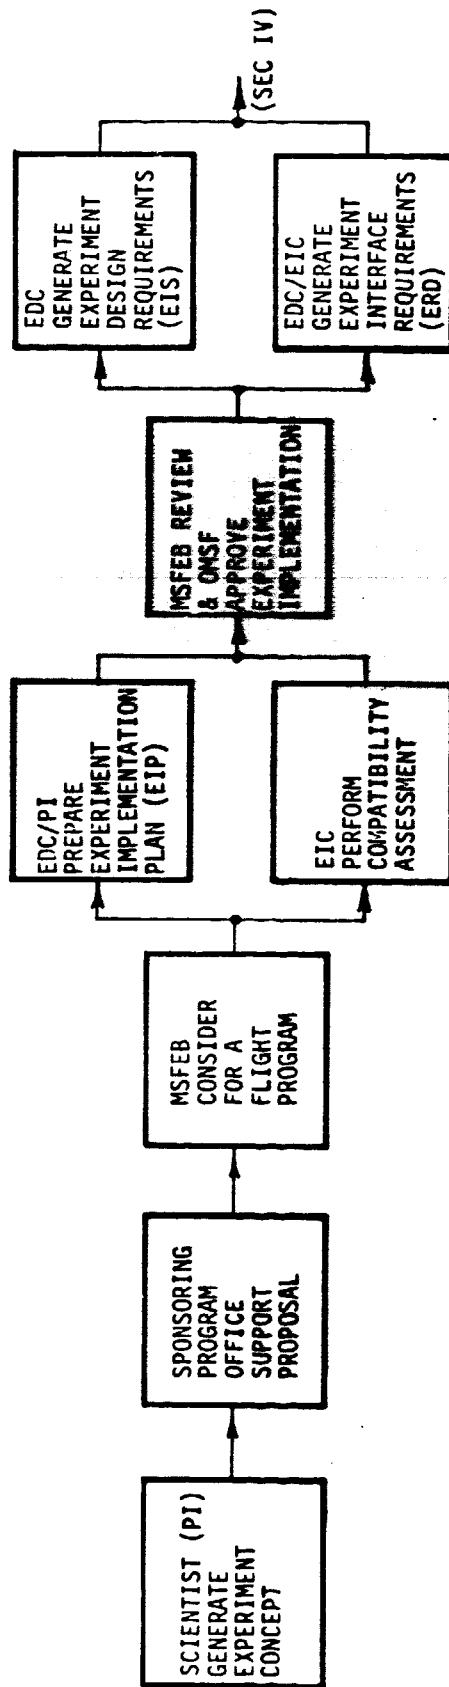 SCIENTIST (PI)
GENERATE
EXPERIMENT
CONCEPT
SPONSORING
PROGRAM
OFFICE
SUPPORT
PROPOSAL
MSFEB
CONSIDER
FOR A
FLIGHT
PROGRAM
EDC/PI
PREPARE
EXPERIMENT
IMPLEMENTATION
PLAN (EIP)
EIC
PERFORM
COMPATIBILITY
ASSESSMENT
MSFEB REVIEW
& OMSF
APPROVE
EXPERIMENT
IMPLEMENTATION
EDC
GENERATE
EXPERIMENT
DESIGN
REQUIREMENTS
(EIS)
EDC/EIC
GENERATE
EXPERIMENT
INTERFACE
REQUIREMENTS
(ERD)
(SEC IV)